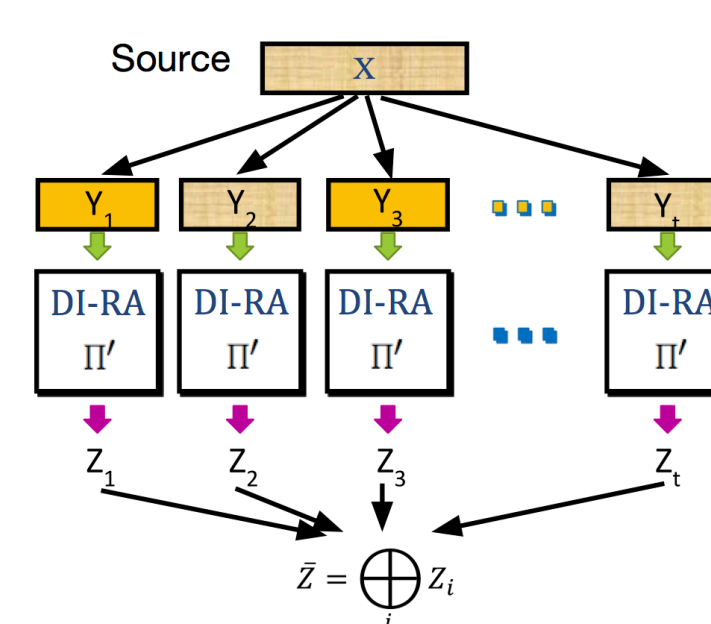 Source X
Y₁ Y₂ Y₃ Yₜ
DI-RA DI-RA DI-RA DI-RA
Π′ Π′ Π′ Π′
Z₁ Z₂ Z₃ Zₜ
Z̄ = ⨁ Zᵢ
i